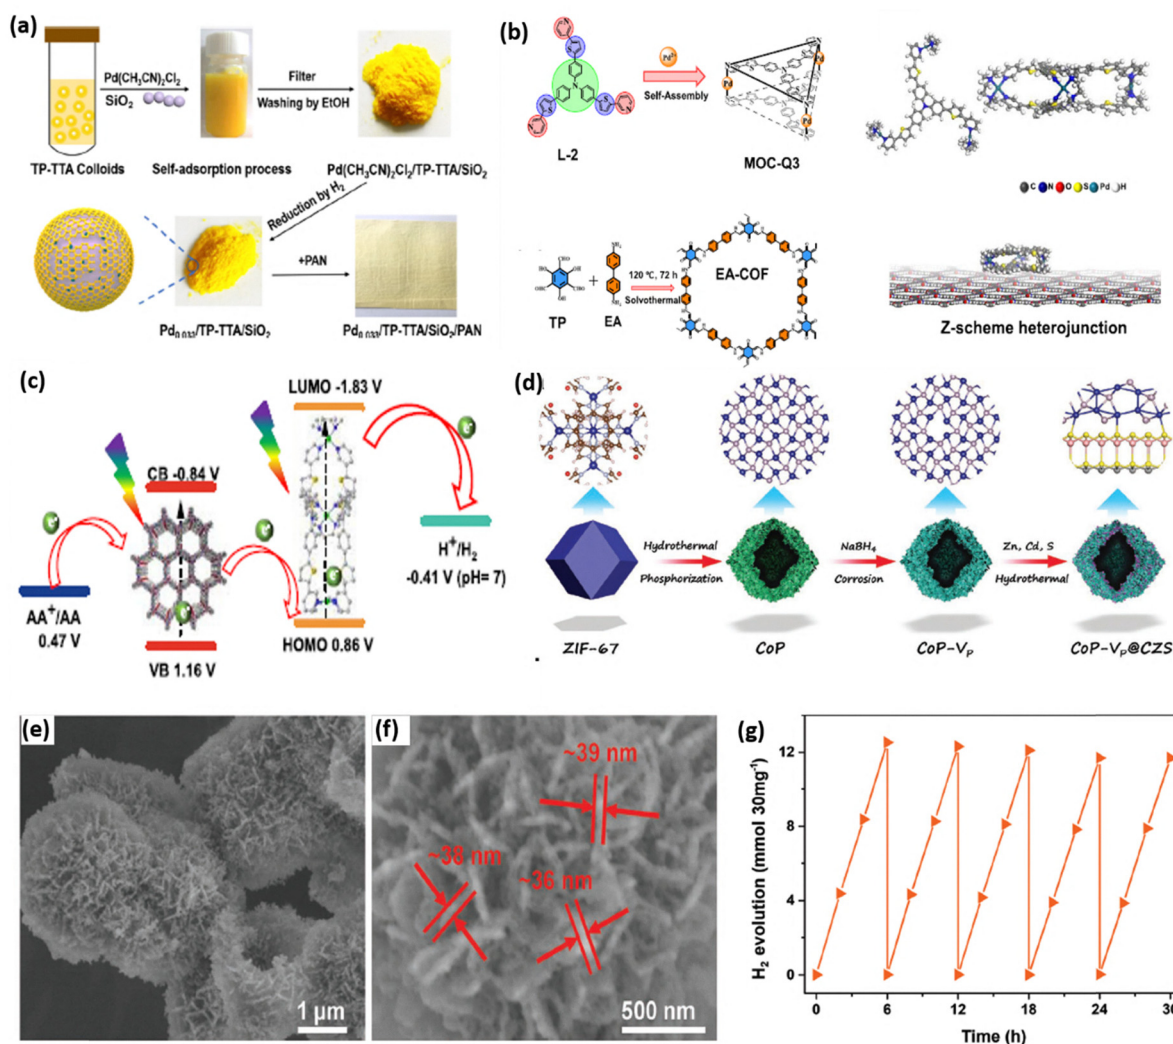 (a)
Pd(CH₃CN)₂Cl₂
SiO₂
Filter
Washing by EtOH
TP-TTA Colloids
Self-adsorption process
Pd(CH₃CN)₂Cl₂/TP-TTA/SiO₂
Reduction by H₂
+PAN
Pd₀.₀₃₃/TP-TTA/SiO₂
Pd₀.₀₃₃/TP-TTA/SiO₂/PAN
(b)
Pd²⁺
Self-Assembly
Pd
Pd
Pd
L-2
MOC-Q3
C N O S Pd H
TP
+
EA
120 ℃, 72 h
Solvothermal
EA-COF
Z-scheme heterojunction
(c)
LUMO -1.83 V
CB -0.84 V
H⁺/H₂
-0.41 V (pH= 7)
AA⁺/AA
0.47 V
VB 1.16 V
HOMO 0.86 V
(d)
Hydrothermal
Phosphorization
NaBH₄
Corrosion
Zn, Cd, S
Hydrothermal
ZIF-67
CoP
CoP-Vₚ
CoP-Vₚ@CZS
(e)
1 μm
(f)
~39 nm
~38 nm
~36 nm
500 nm
(g)
H₂ evolution (mmol 30mg⁻¹)
12
8
4
0
0 6 12 18 24 30
Time (h)